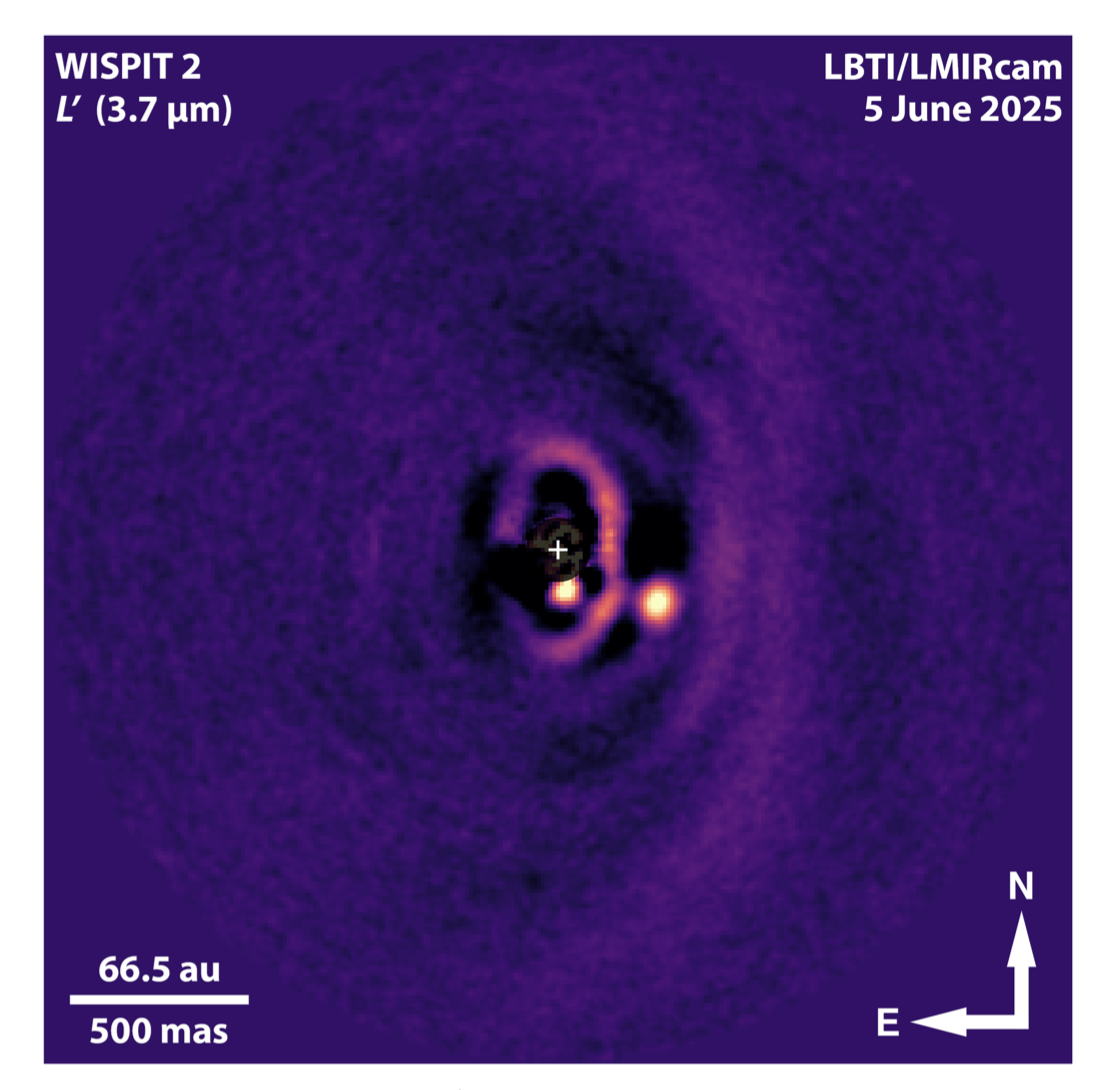 WISPIT 2
L′ (3.7 μm)
LBTI/LMIRcam
5 June 2025
66.5 au
500 mas
N
E